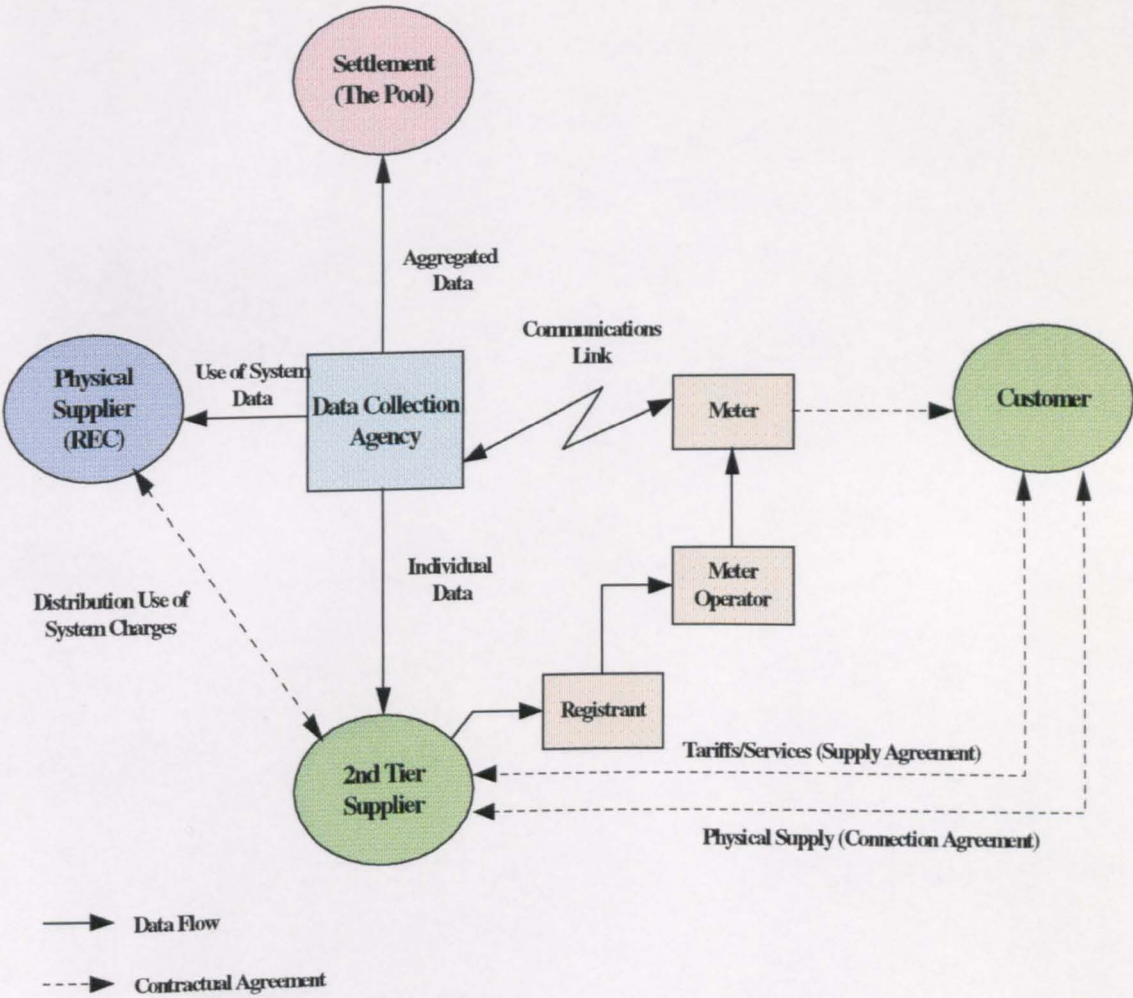 Settlement
(The Pool)
Aggregated
Data
Communications
Link
Physical
Supplier
(REC)
Use of System
Data
Data Collection
Agency
Meter
Customer
Individual
Data
Meter
Operator
Distribution Use of
System Charges
Registrant
2nd Tier
Supplier
Tariffs/Services (Supply Agreement)
Physical Supply (Connection Agreement)
Data Flow
Contractual Agreement